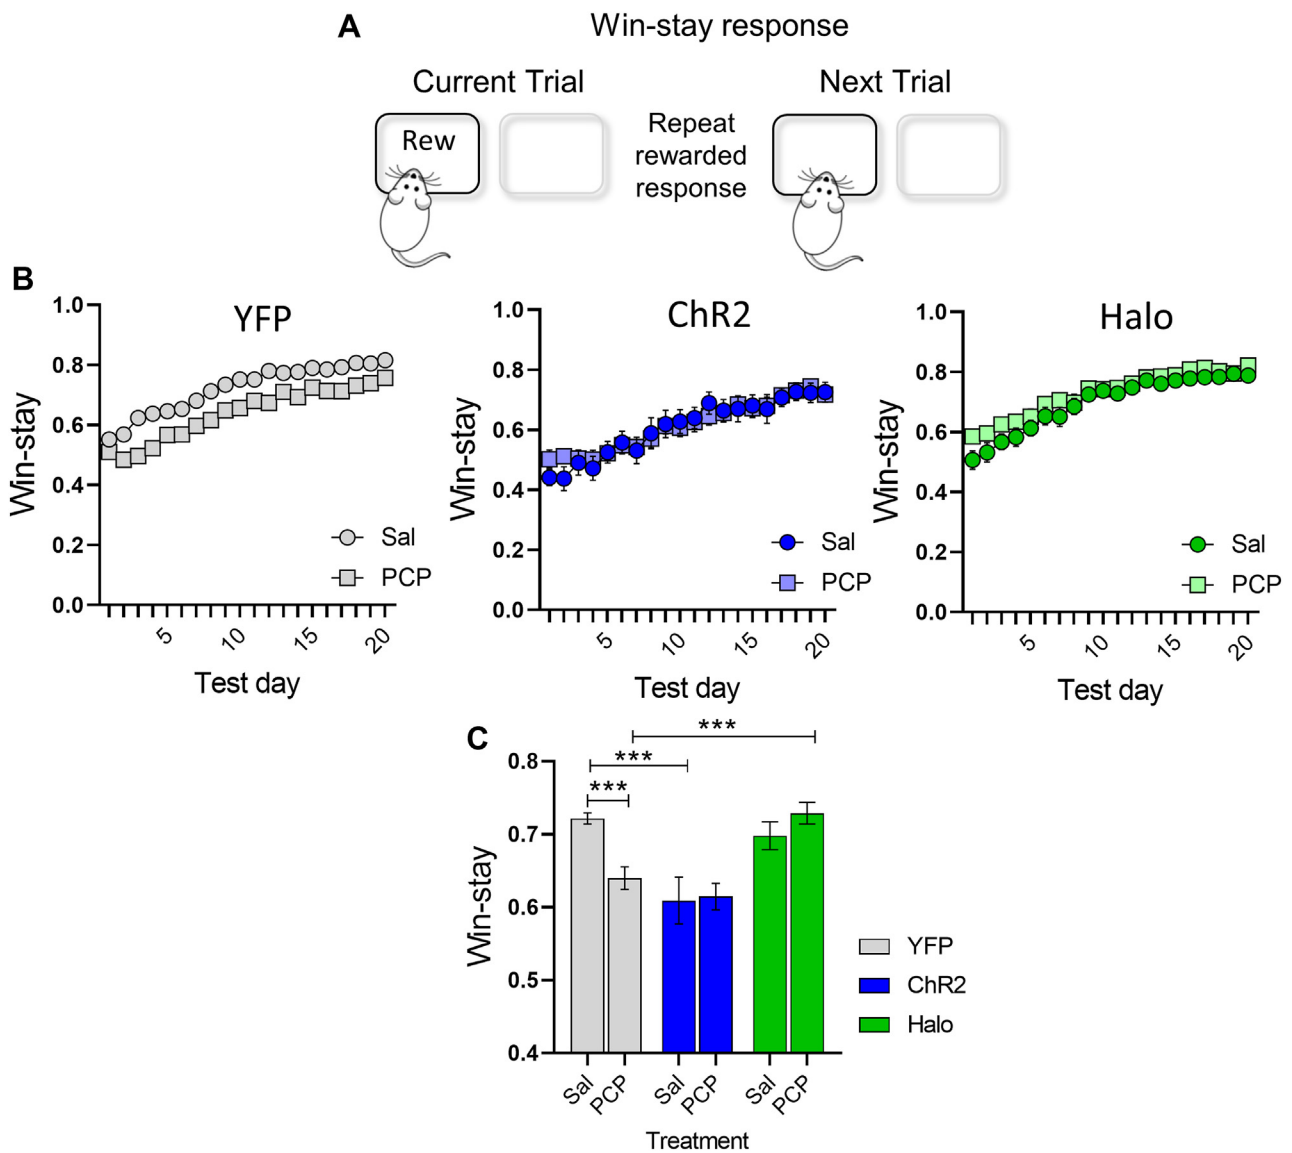 A
Win-stay response
Current Trial
Next Trial
Rew
Repeat
rewarded
response
B
YFP
Win-stay
1.0
0.8
0.6
0.4
0.2
0.0
Sal
PCP
5
10
15
20
Test day
ChR2
Win-stay
1.0
0.8
0.6
0.4
0.2
0.0
Sal
PCP
5
10
15
20
Test day
Halo
Win-stay
1.0
0.8
0.6
0.4
0.2
0.0
Sal
PCP
5
10
15
20
Test day
C
***
***
***
Win-stay
0.8
0.7
0.6
0.5
0.4
Sal
PCP
Sal
PCP
Sal
PCP
Treatment
YFP
ChR2
Halo